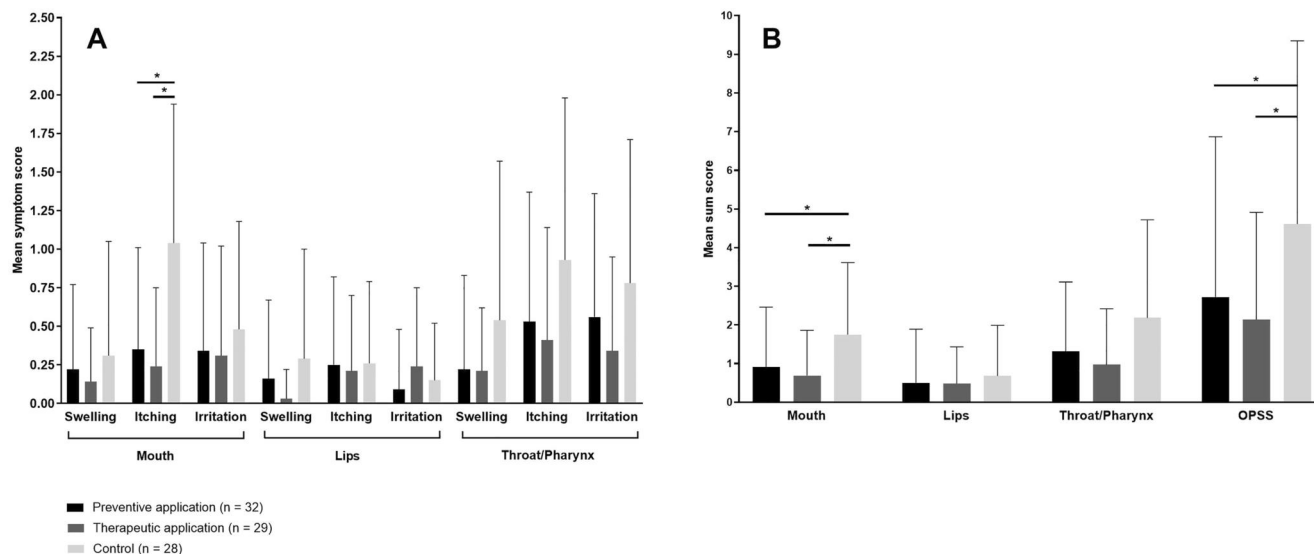 A
Mean symptom score
2.50
2.25
2.00
1.75
1.50
1.25
1.00
0.75
0.50
0.25
0.00
* 
*
Swelling Itching Irritation Swelling Itching Irritation Swelling Itching Irritation
Mouth Lips Throat/Pharynx
Preventive application (n = 32)
Therapeutic application (n = 29)
Control (n = 28)
B
Mean sum score
10
9
8
7
6
5
4
3
2
1
0
*
*
*
*
Mouth Lips Throat/Pharynx OPSS